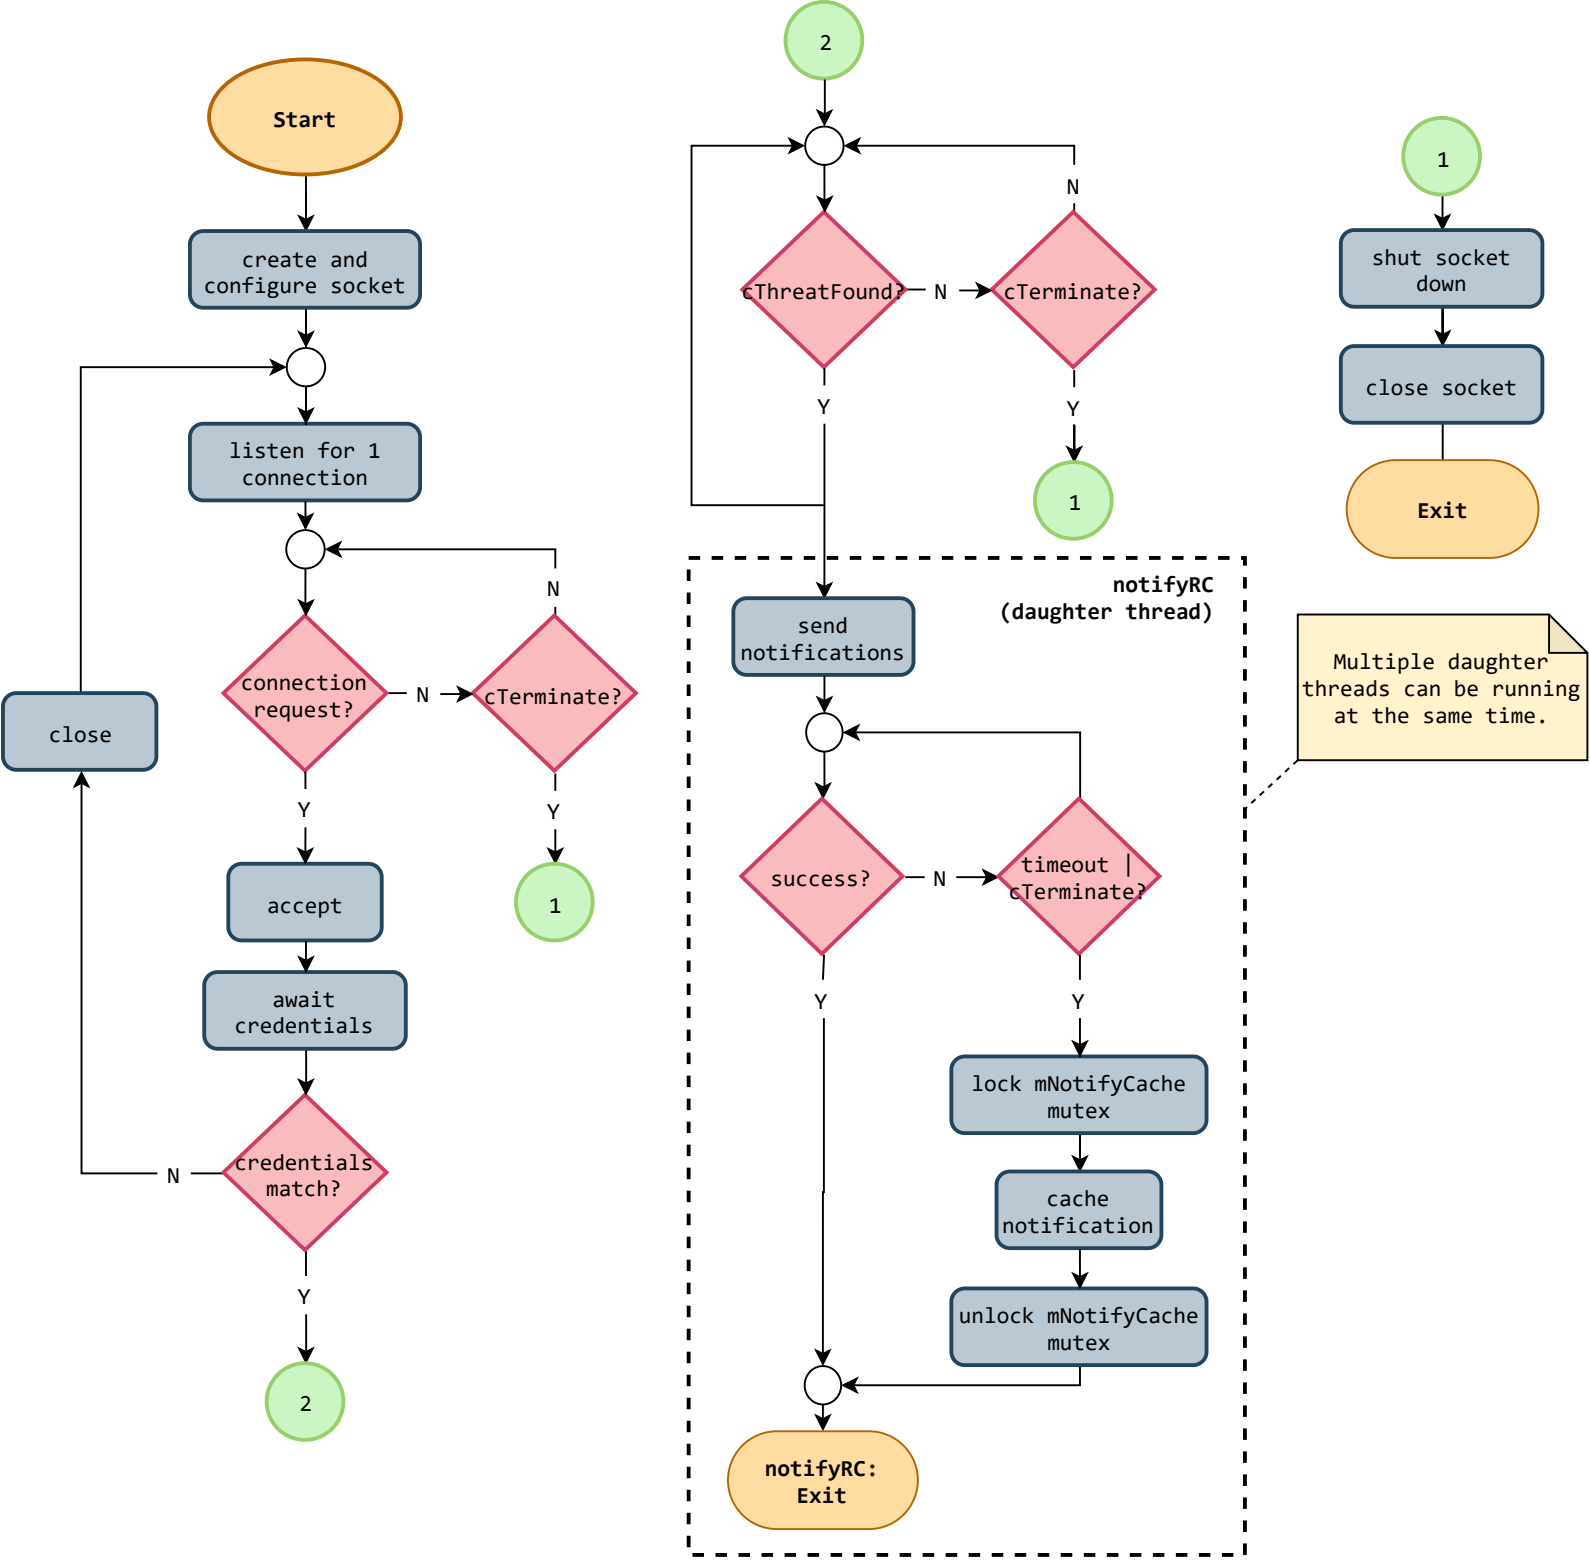 Start
create and
configure socket
listen for 1
connection
connection
request?
N
cTerminate?
N
Y
1
Y
close
accept
await
credentials
credentials
match?
N
Y
2
2
cThreatFound?
N
cTerminate?
N
Y
1
Y
notifyRC
(daughter thread)
send
notifications
success?
N
timeout |
cTerminate?
Y
Y
lock mNotifyCache
mutex
cache
notification
unlock mNotifyCache
mutex
notifyRC:
Exit
1
shut socket
down
close socket
Exit
Multiple daughter
threads can be running
at the same time.